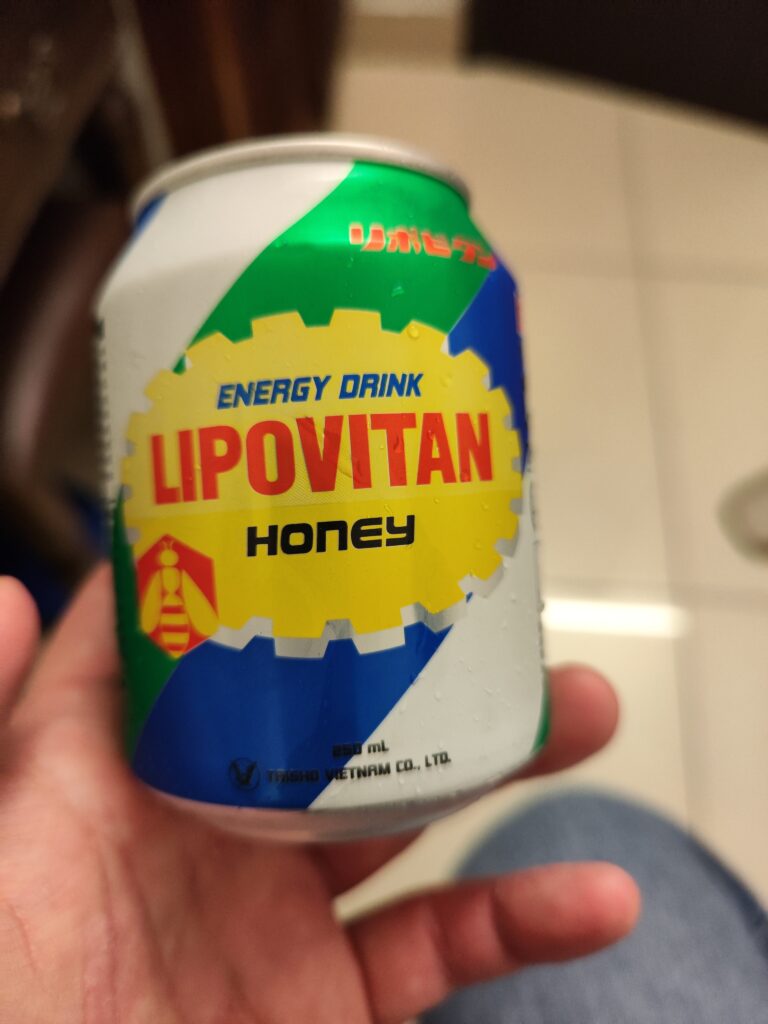 リポビタン
ENERGY DRINK
LIPOVITAN
HONEY
250 mL
TAISHO VIETNAM CO., LTD.